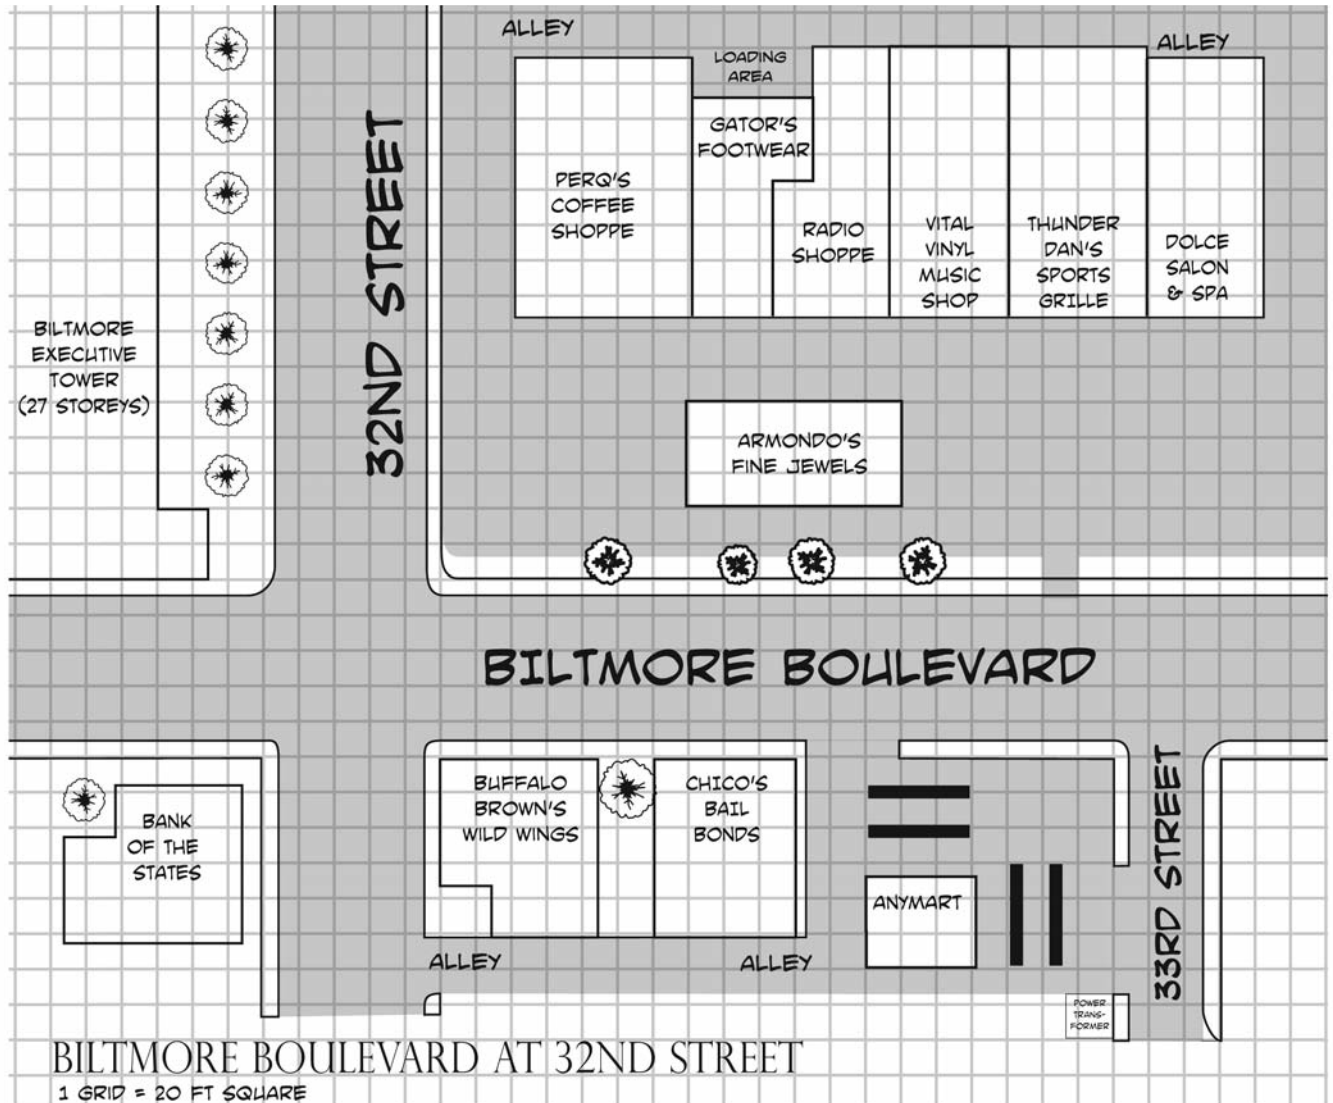 ALLEY
ALLEY
LOADING
AREA
GATOR'S
FOOTWEAR
PERQ'S
COFFEE
SHOPPE
RADIO
SHOPPE
VITAL
VINYL
MUSIC
SHOP
THUNDER
DAN'S
SPORTS
GRILLE
DOLCE
SALON
& SPA
32ND STREET
BILTMORE
EXECUTIVE
TOWER
(27 STOREYS)
ARMONDO'S
FINE JEWELS
BILTMORE BOULEVARD
BANK
OF THE
STATES
BUFFALO
BROWN'S
WILD WINGS
CHICO'S
BAIL
BONDS
ANYMART
33RD STREET
ALLEY
ALLEY
POWER
TRANS-
FORMER
BILTMORE BOULEVARD AT 32ND STREET
1 GRID = 20 FT SQUARE